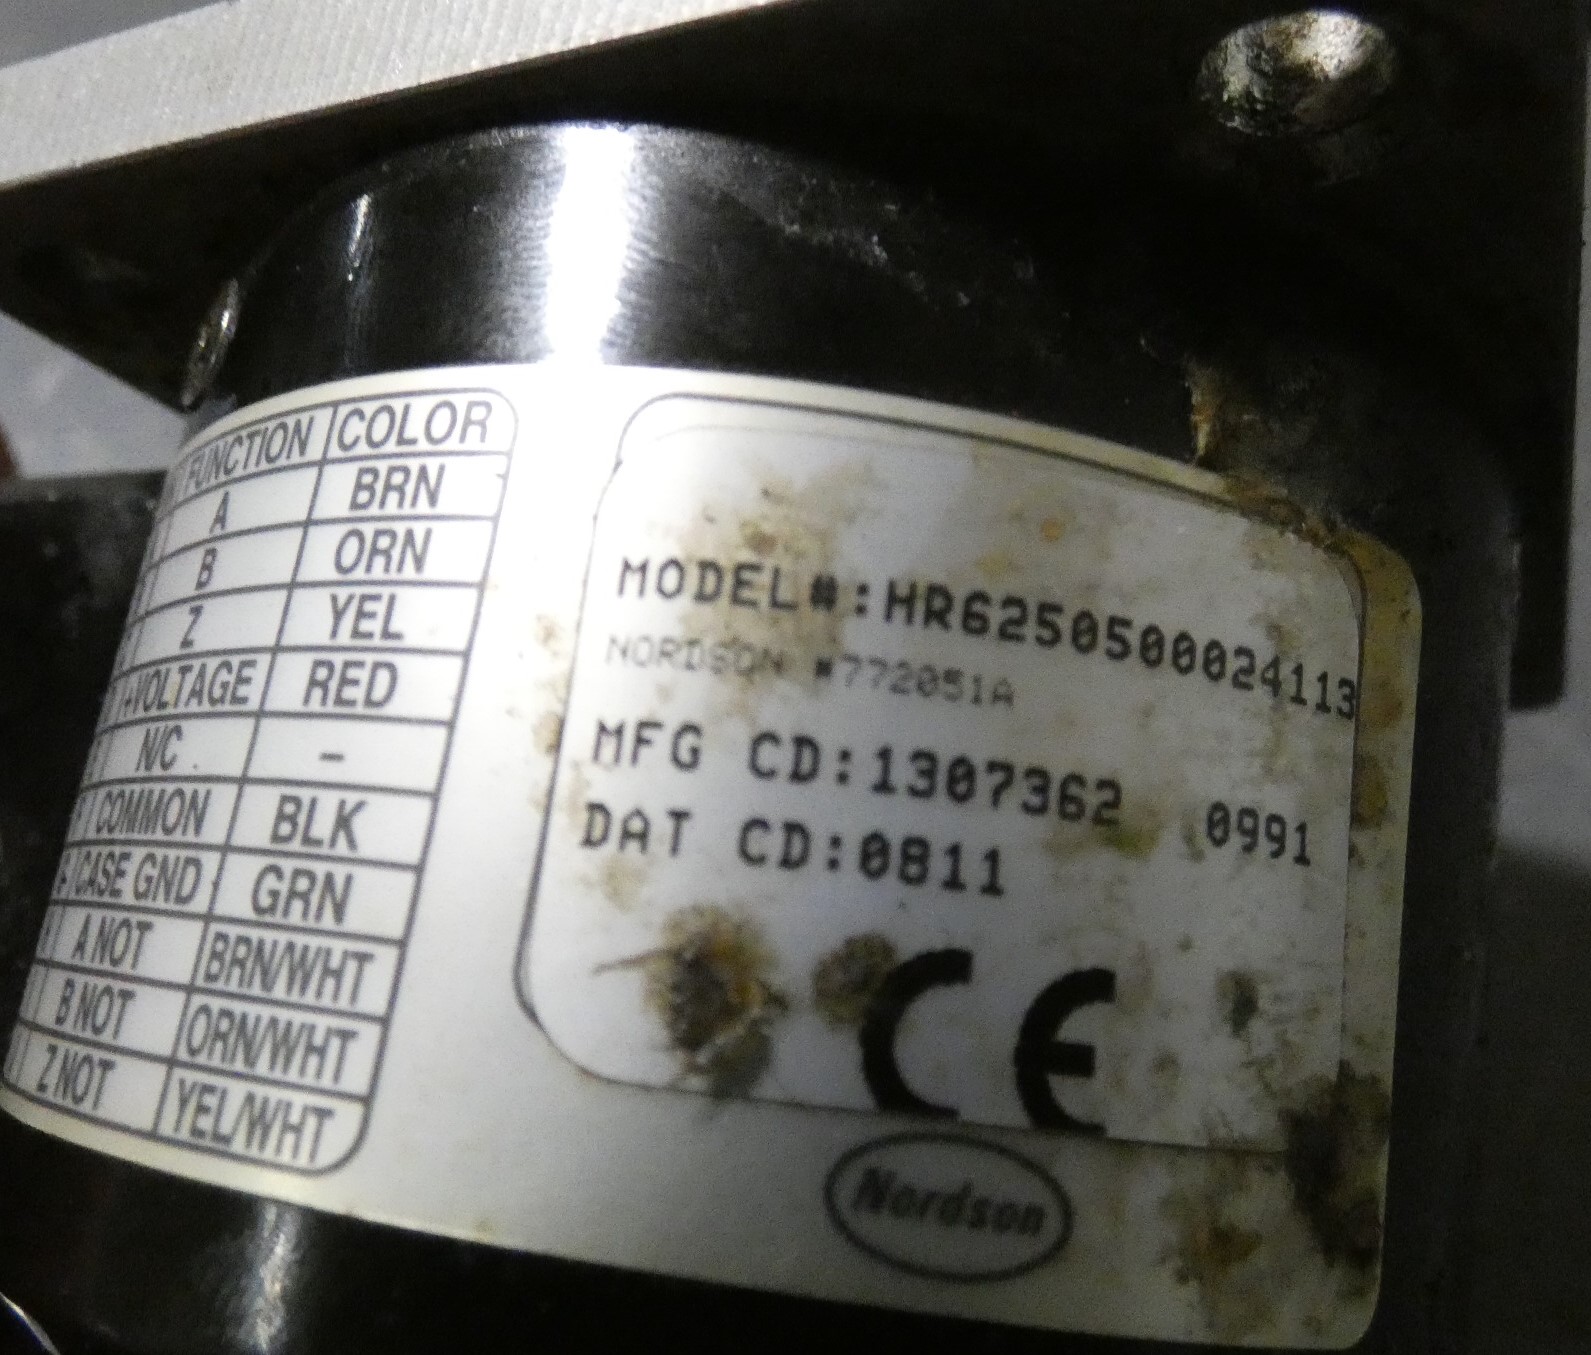 FUNCTION COLOR
A BRN
B ORN
Z YEL
+VOLTAGE RED
N/C –
COMMON BLK
CASE GND GRN
A NOT BRN/WHT
B NOT ORN/WHT
Z NOT YEL/WHT
MODEL#:HR6250500024113
NORDSON #772051A
MFG CD:1307362 0991
DAT CD:0811
CE
Nordson